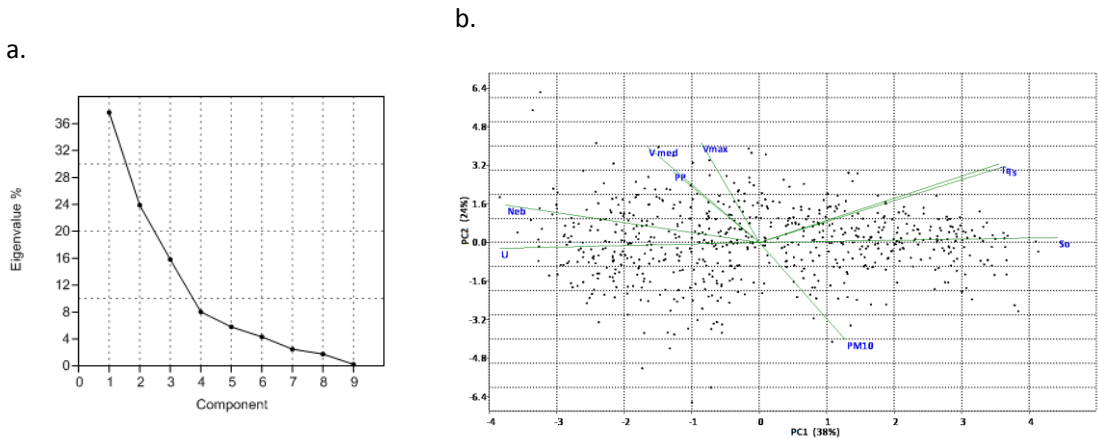 b.
a.
36
32
28
24
20
16
12
8
4
0
Eigenvalue %
0 1 2 3 4 5 6 7 8 9
Component
6.4
4.8
3.2
1.6
0.0
-1.6
-3.2
-4.8
-6.4
PC2 (24%)
V med
Vmax
PP
Neb
U
Ts
So
PM10
-4 -3 -2 -1 0 1 2 3 4
PC1 (38%)